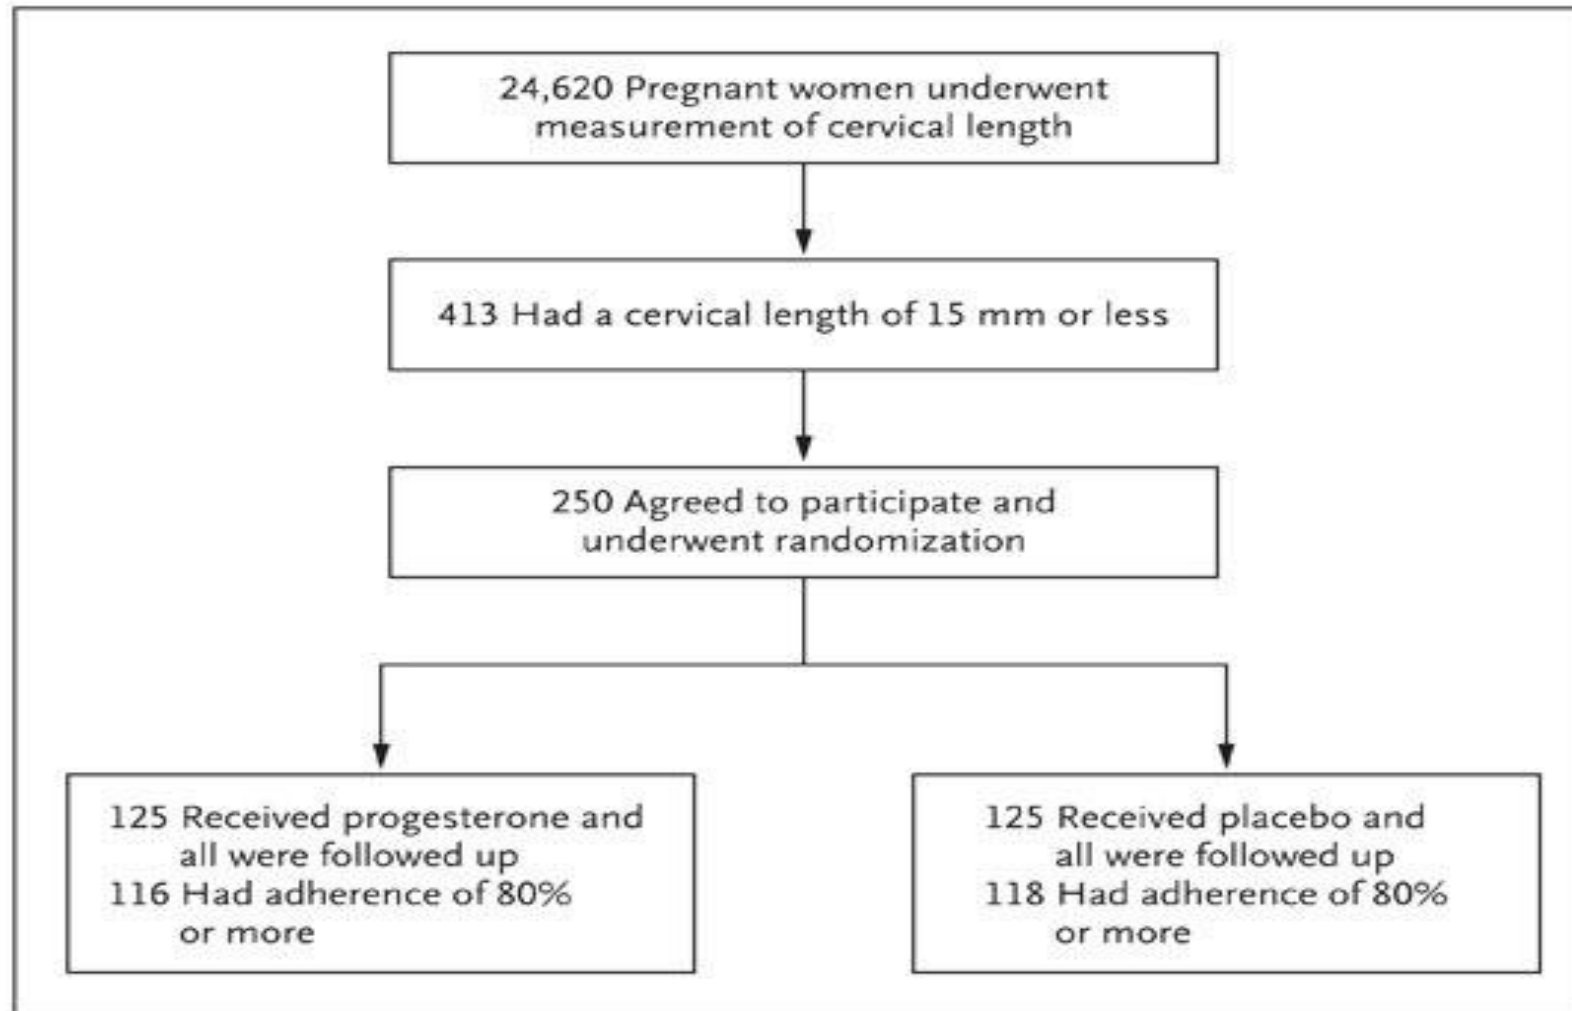 24,620 Pregnant women underwent
measurement of cervical length
413 Had a cervical length of 15 mm or less
250 Agreed to participate and
underwent randomization
125 Received progesterone and
all were followed up
116 Had adherence of 80%
or more
125 Received placebo and
all were followed up
118 Had adherence of 80%
or more